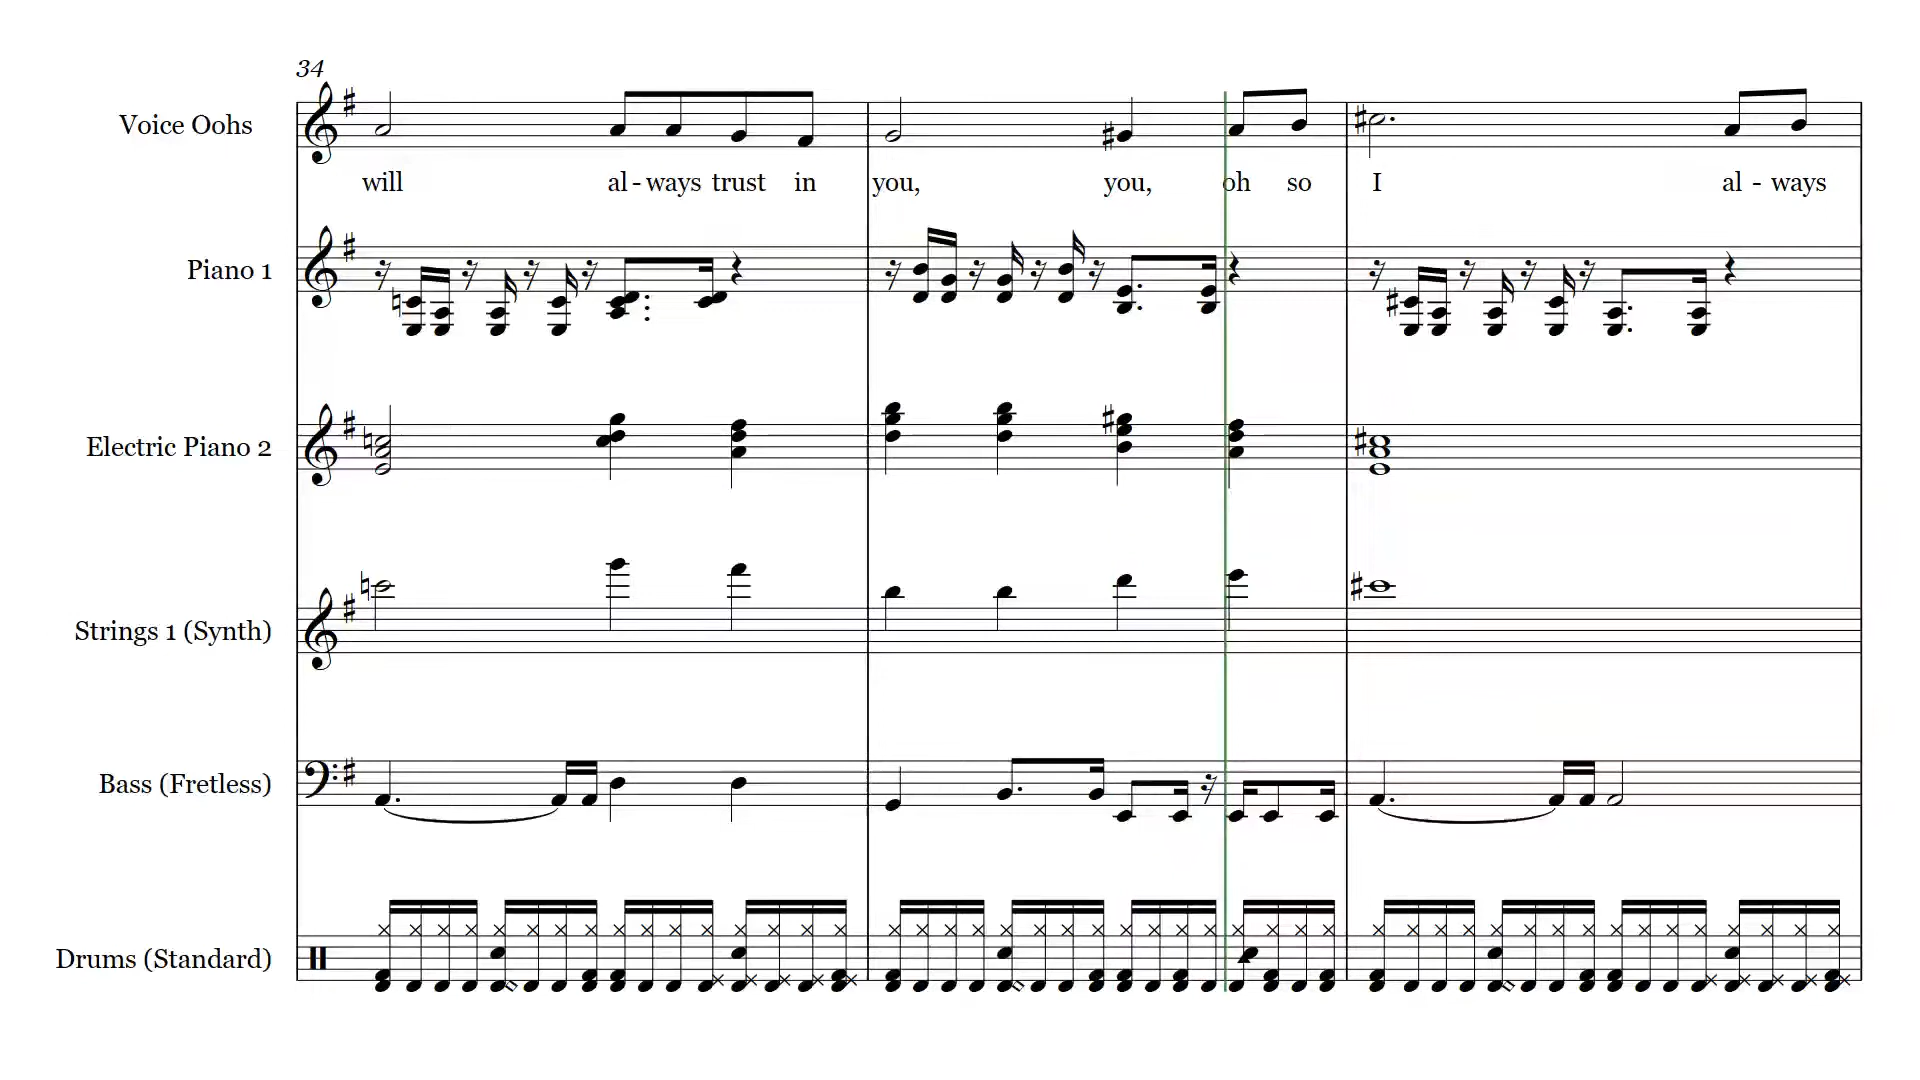 34
Voice Oohs
will al - ways trust in you, you, oh so I al - ways
Piano 1
Electric Piano 2
Strings 1 (Synth)
Bass (Fretless)
Drums (Standard)